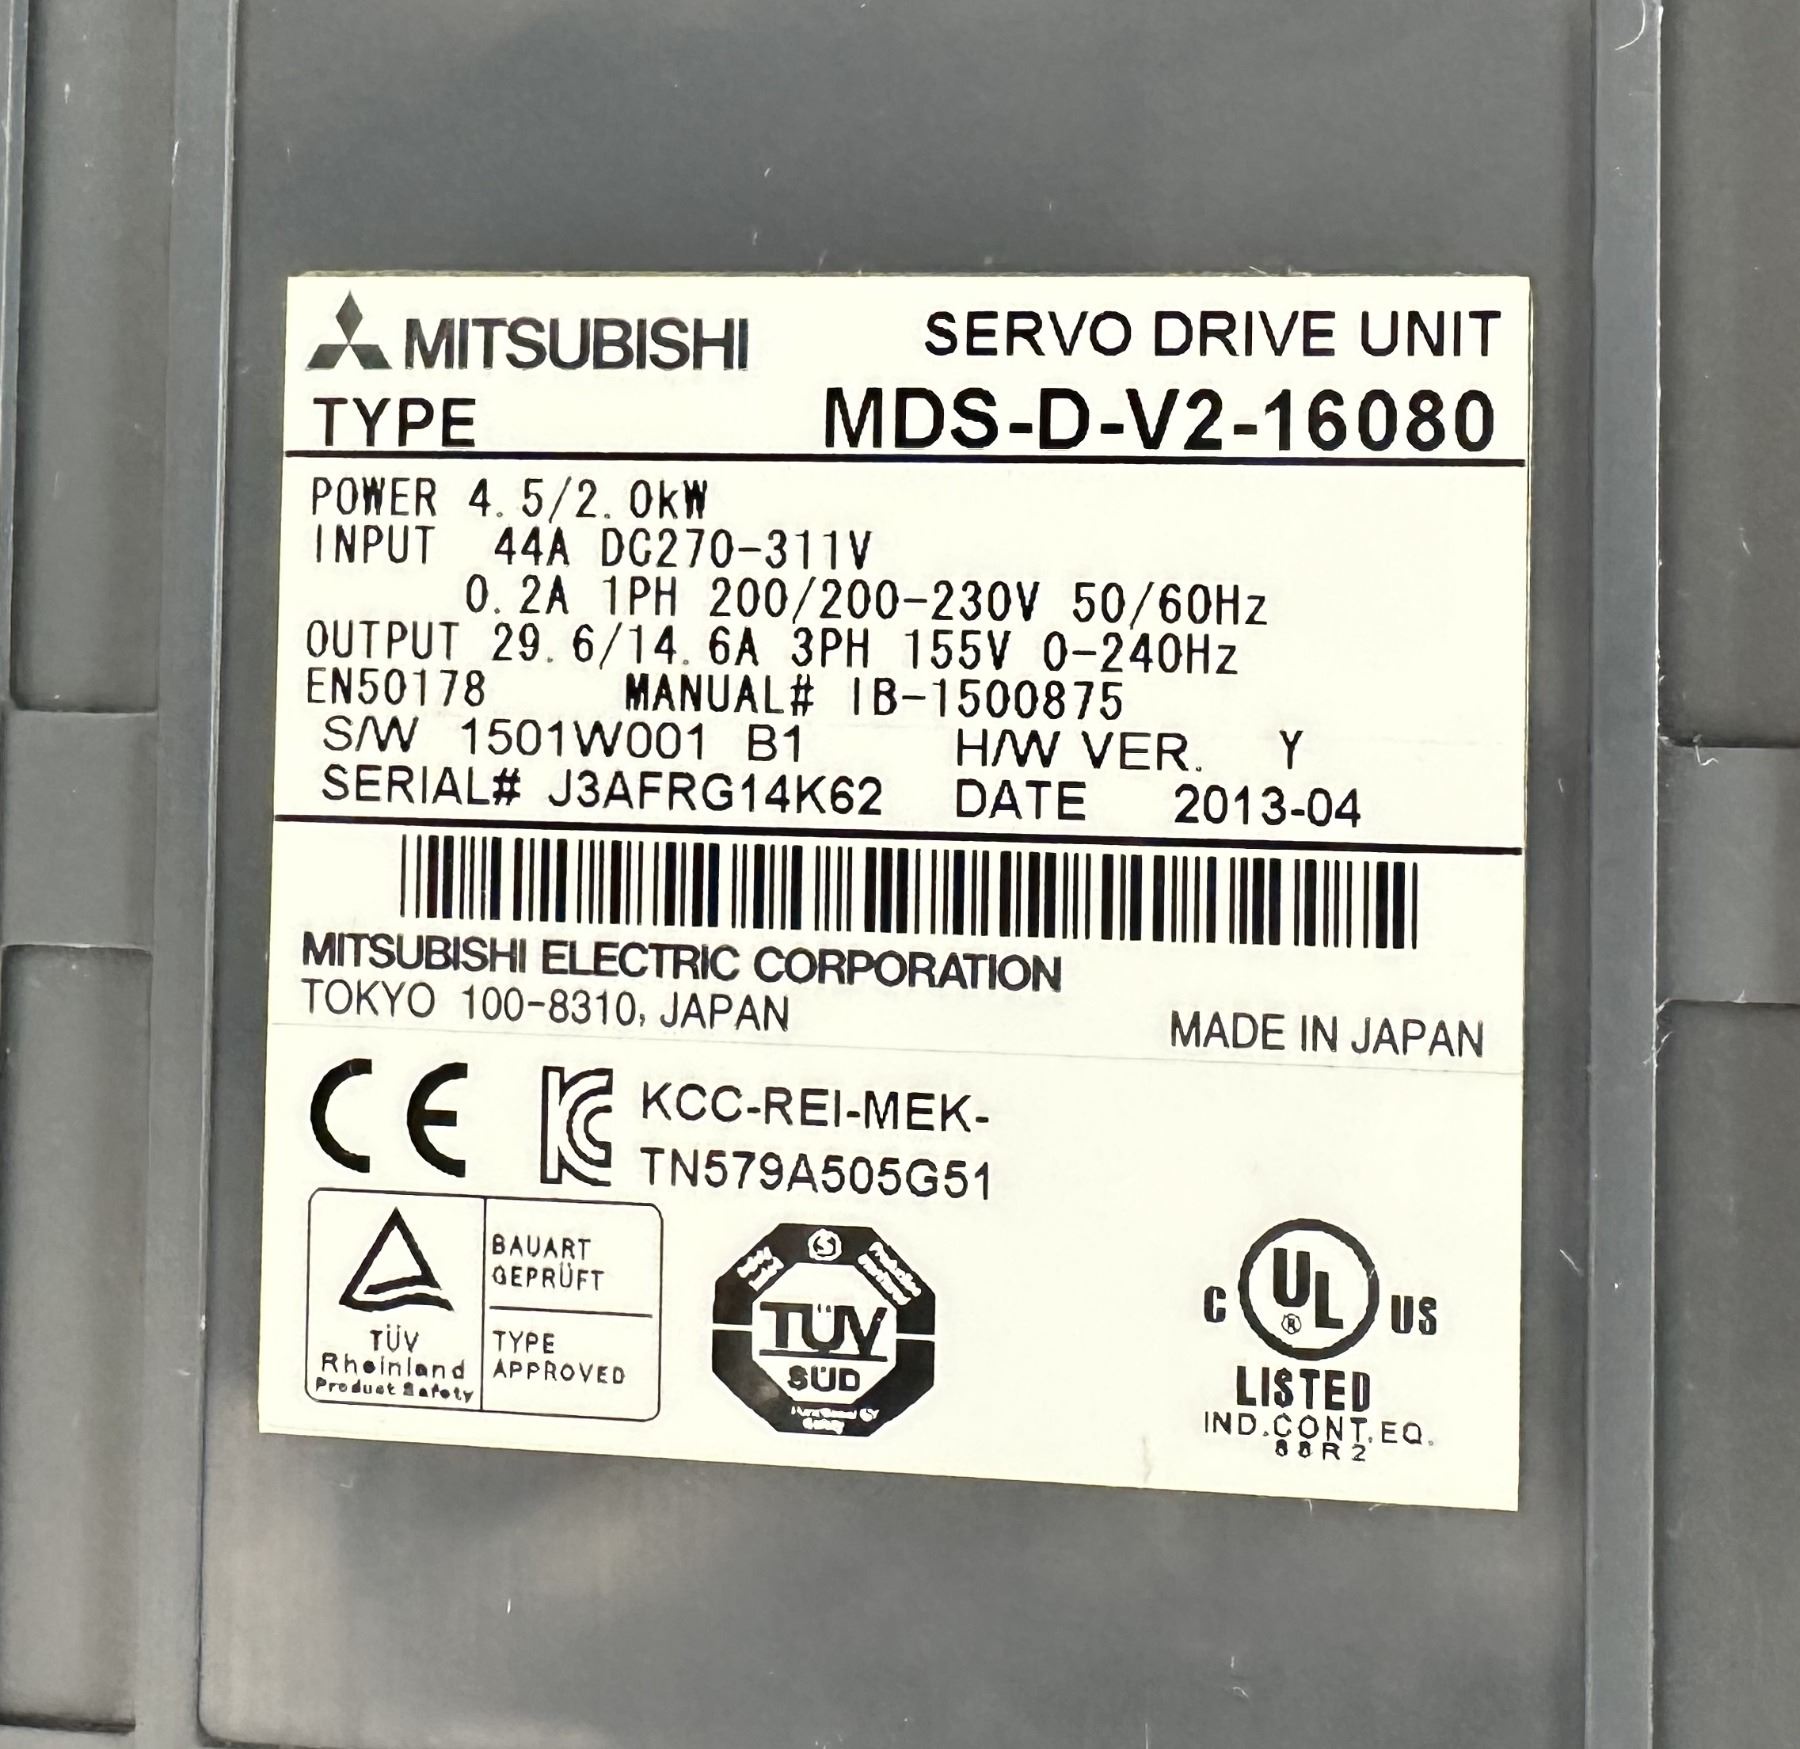 MITSUBISHI SERVO DRIVE UNIT
TYPE MDS-D-V2-16080
POWER 4.5/2.0kW
INPUT 44A DC270-311V
0.2A 1PH 200/200-230V 50/60Hz
OUTPUT 29.6/14.6A 3PH 155V 0-240Hz
EN50178 MANUAL# IB-1500875
S/W 1501W001 B1 H/W VER. Y
SERIAL# J3AFRG14K62 DATE 2013-04
MITSUBISHI ELECTRIC CORPORATION
TOKYO 100-8310, JAPAN
MADE IN JAPAN
CE KC KCC-REI-MEK-
TN579A505G51
TÜV
Rheinland
Product Safety
BAUART
GEPRÜFT
TYPE
APPROVED
TÜV
SÜD
Functional
Safety
C UL US
®
LISTED
IND.CONT.EQ.
88R2